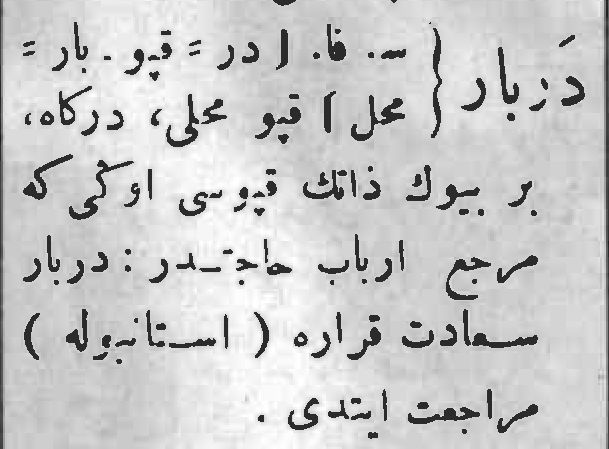 دَربار { س. فا. [ در = قپو . بار =
محل ] قپو محلی، درکاه،
بر بیوك ذاتك قپوسی اوکی که
مرجع ارباب حاجتدر : دربار
سعادت قراره ( استانبوله )
مراجعت ایتدی .